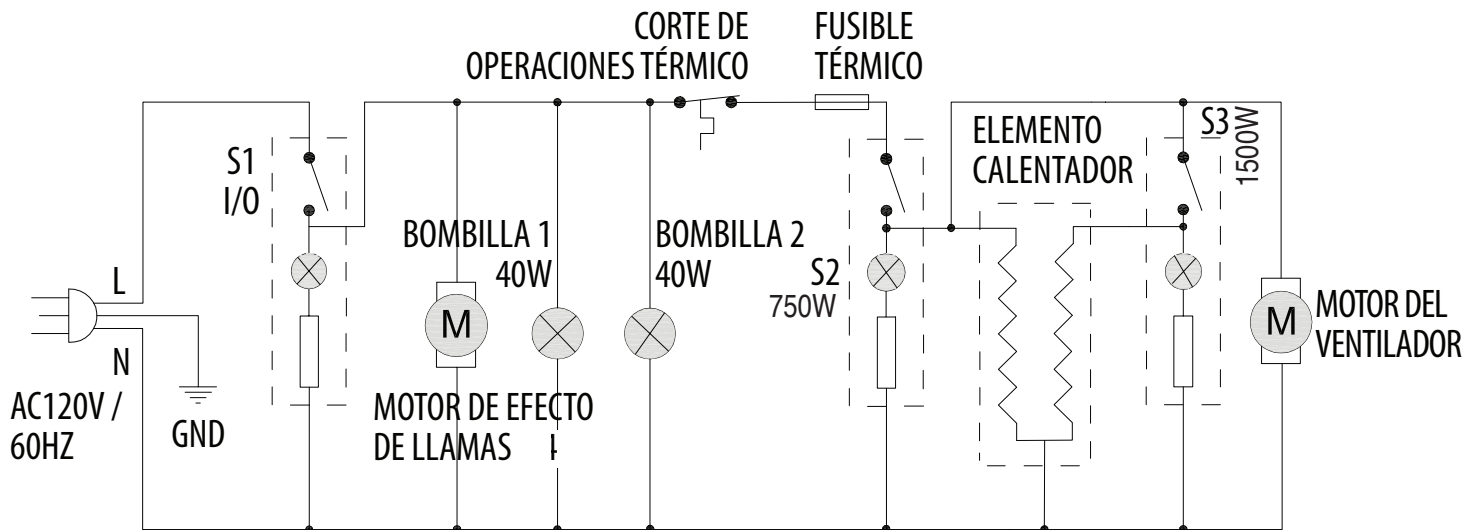 CORTE DE
OPERACIONES TÉRMICO
FUSIBLE
TÉRMICO
S1
I/0
ELEMENTO
CALENTADOR
S3
1500W
BOMBILLA 1
40W
BOMBILLA 2
40W
S2
750W
L
N
M
M
MOTOR DEL
VENTILADOR
AC120V /
60HZ
GND
MOTOR DE EFECTO
DE LLAMAS